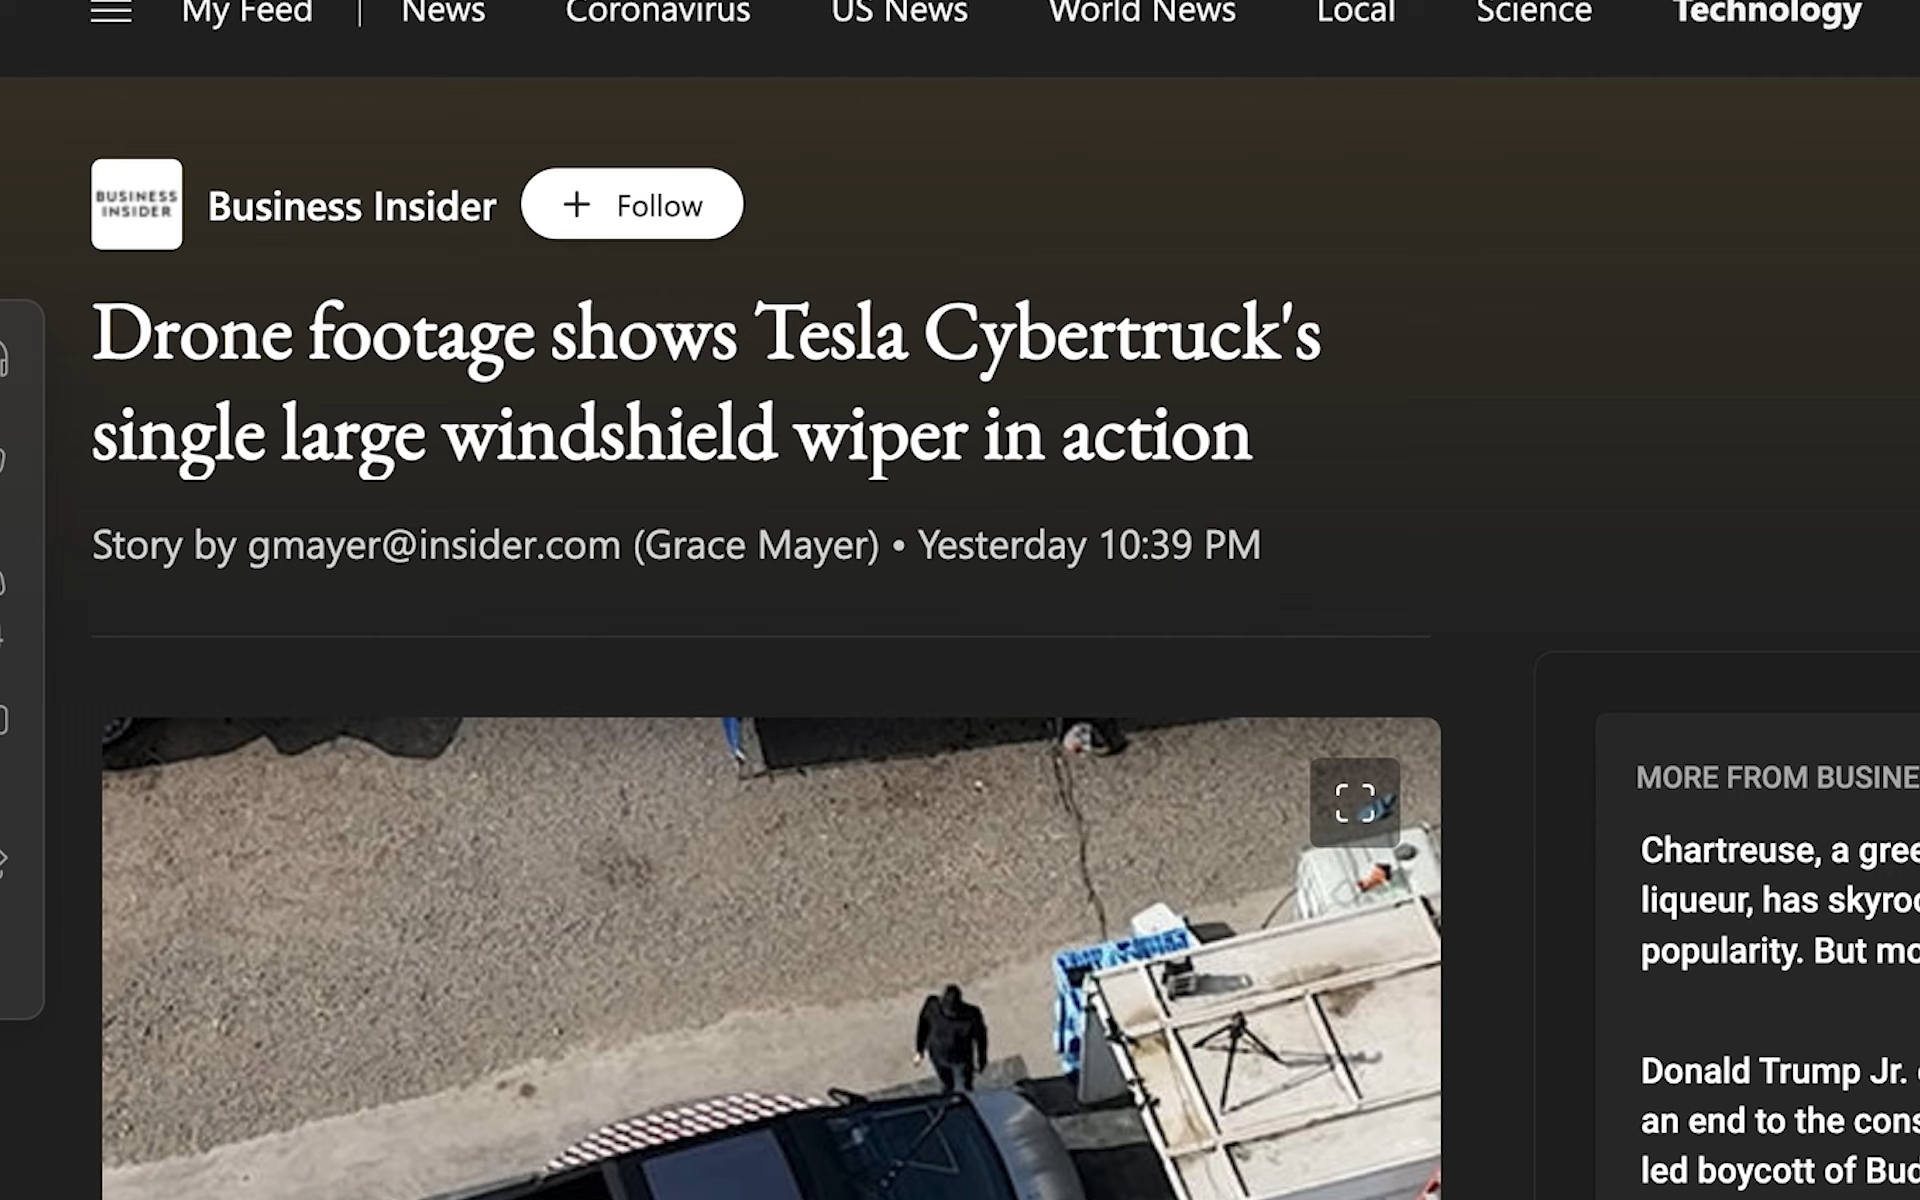 My Feed | News Coronavirus US News World News Local Science Technology
BUSINESS
INSIDER
Business Insider
+ Follow
Drone footage shows Tesla Cybertruck's
single large windshield wiper in action
Story by gmayer@insider.com (Grace Mayer) • Yesterday 10:39 PM
MORE FROM BUSINE
Chartreuse, a gree
liqueur, has skyroc
popularity. But mo
Donald Trump Jr.
an end to the cons
led boycott of Bud